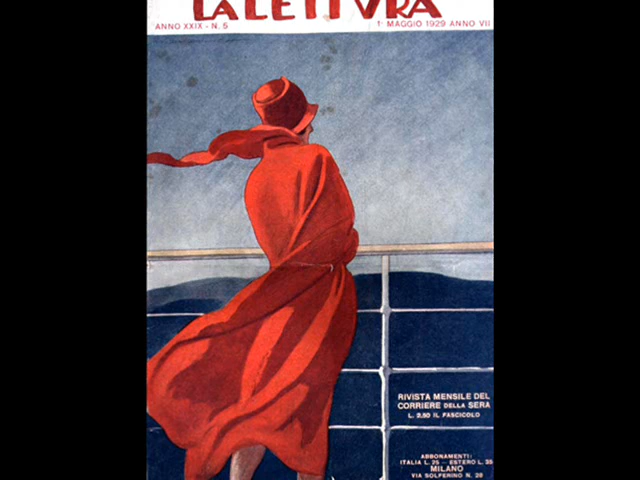 LA LETTVRA
ANNO XXIX - N. 5
1° MAGGIO 1929 ANNO VII
RIVISTA MENSILE DEL
CORRIERE DELLA SERA
L. 2,50 IL FASCICOLO
ABBONAMENTI:
ITALIA L. 25 - ESTERO L. 35
MILANO
VIA SOLFERINO N. 28